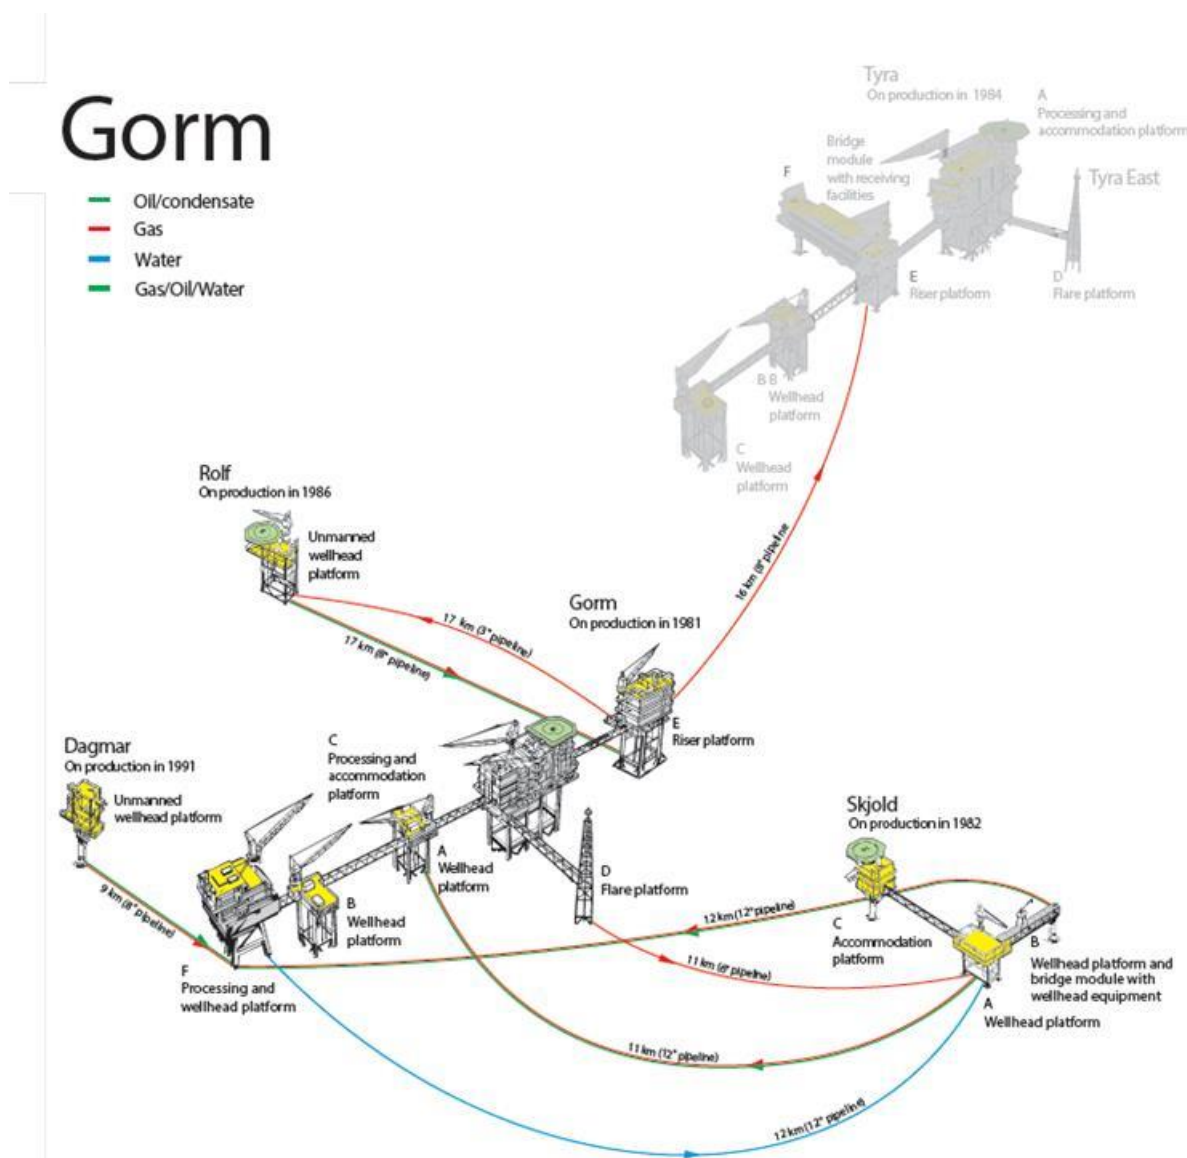 Gorm
Oil/condensate
Gas
Water
Gas/Oil/Water
Tyra
On production in 1984
A
Processing and
accommodation platform
Bridge
module
with receiving
facilities
F
Tyra East
E
Riser platform
D
Flare platform
B B
Wellhead
platform
C
Wellhead
platform
16 km (8" pipeline
Rolf
On production in 1986
Unmanned
wellhead
platform
17 km (3" pipeline)
17 km (8" pipeline)
Gorm
On production in 1981
E
Riser platform
Dagmar
On production in 1991
Unmanned
wellhead platform
C
Processing and
accommodation
platform
A
Wellhead
platform
B
Wellhead
platform
D
Flare platform
9 km (8" pipeline)
F
Processing and
wellhead platform
Skjold
On production in 1982
12 km (12" pipeline)
C
Accommodation
platform
11 km (6" pipeline)
B
Wellhead platform and
bridge module with
wellhead equipment
A
Wellhead platform
11 km (12" pipeline)
12 km (12" pipeline)